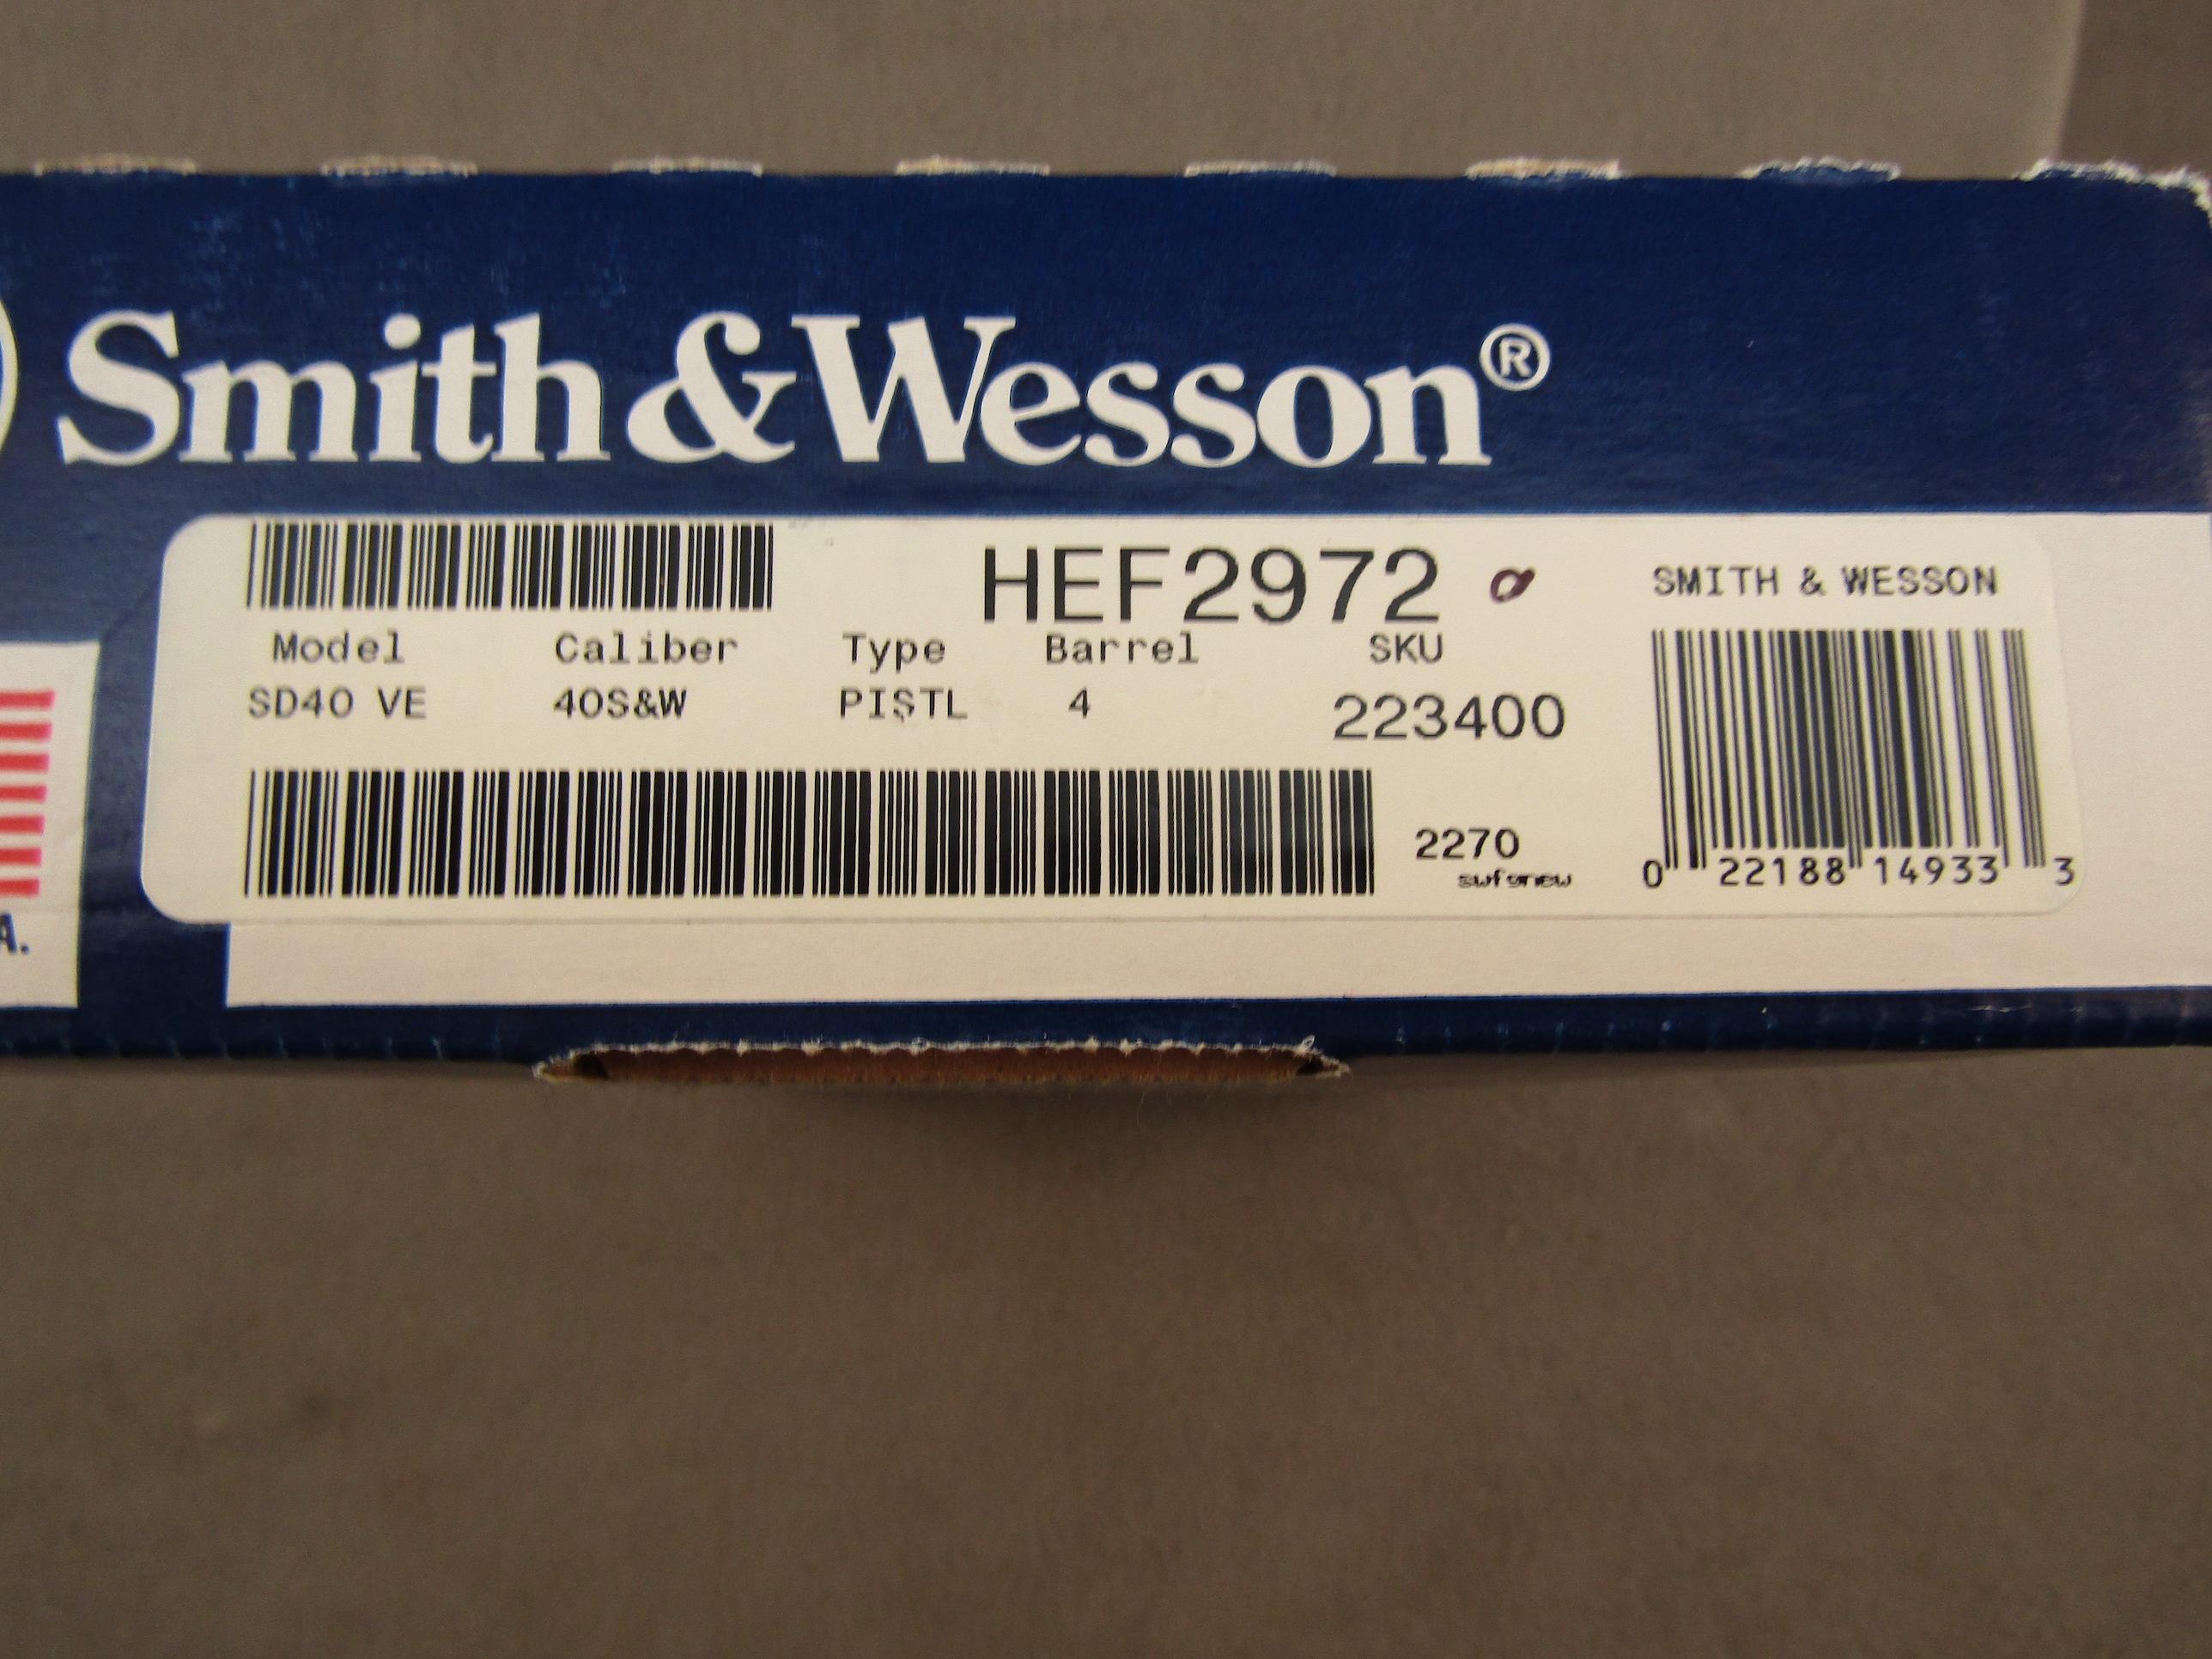 Smith & Wesson®
HEF2972
Model Caliber Type Barrel SKU
SD40 VE 40S&W PISTL 4 223400
2270
swfgnew
SMITH & WESSON
0 22188 14933 3
A.